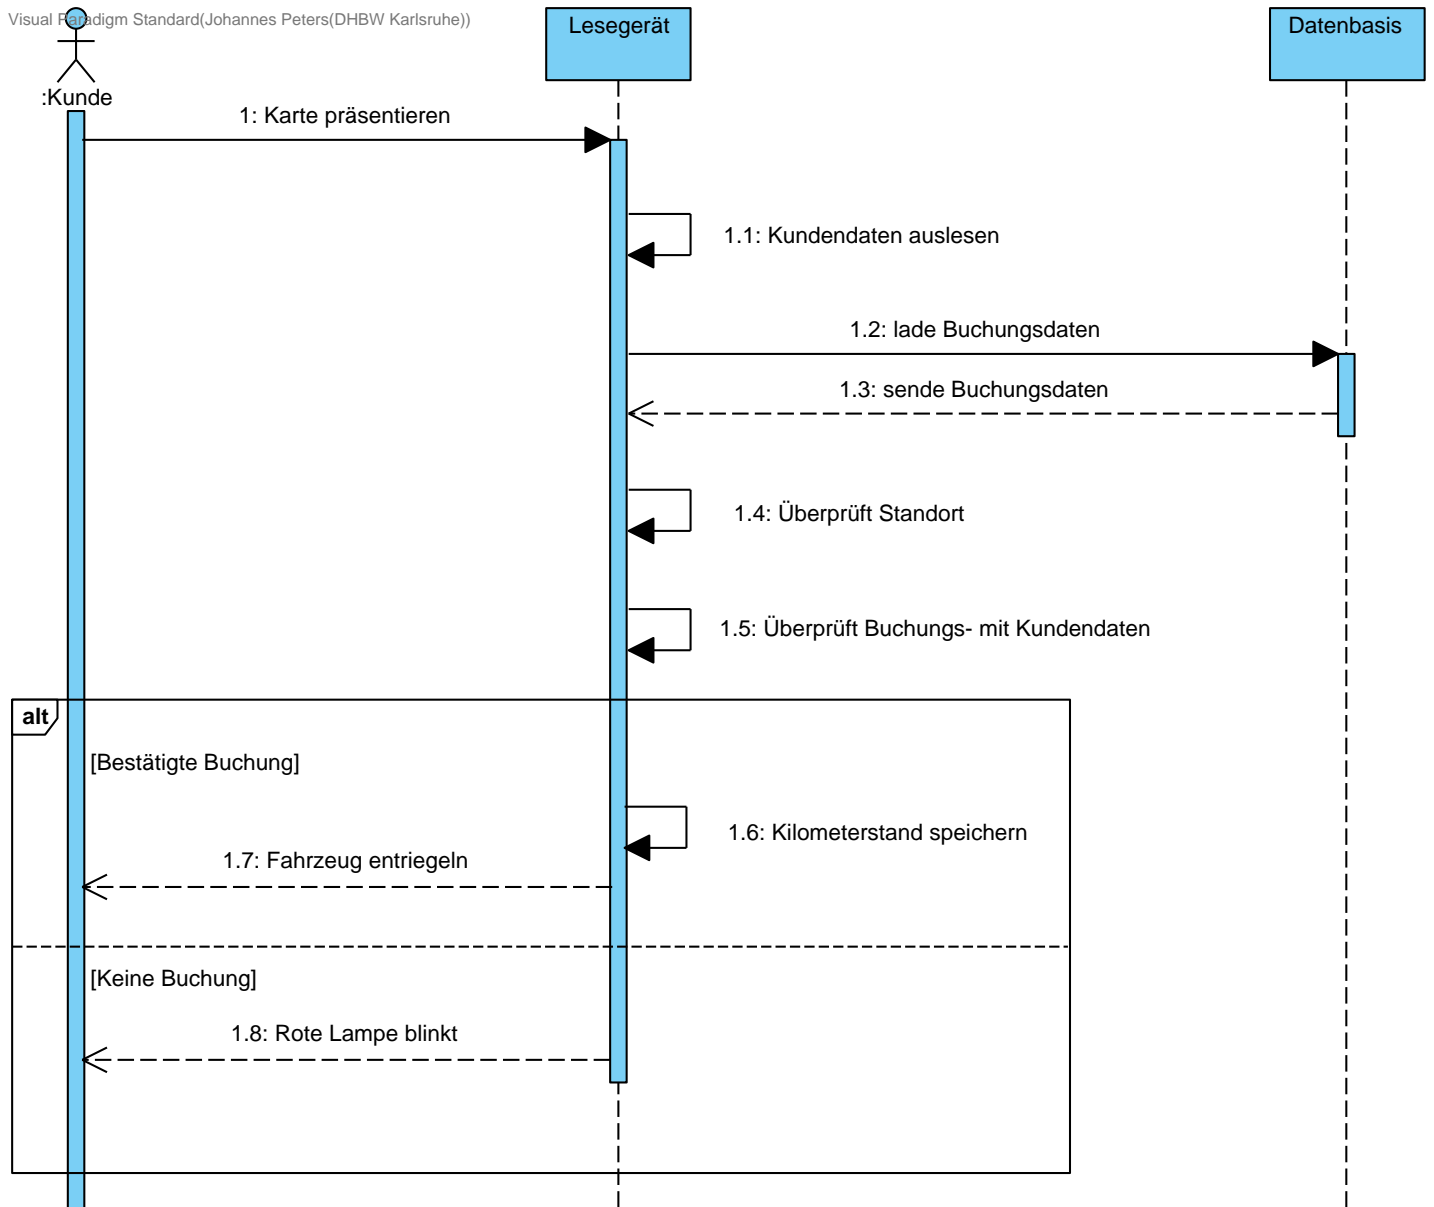 Visual Paradigm Standard(Johannes Peters(DHBW Karlsruhe))
Lesegerät
Datenbasis
:Kunde
1: Karte präsentieren
1.1: Kundendaten auslesen
1.2: lade Buchungsdaten
1.3: sende Buchungsdaten
1.4: Überprüft Standort
1.5: Überprüft Buchungs- mit Kundendaten
alt
[Bestätigte Buchung]
1.6: Kilometerstand speichern
1.7: Fahrzeug entriegeln
[Keine Buchung]
1.8: Rote Lampe blinkt